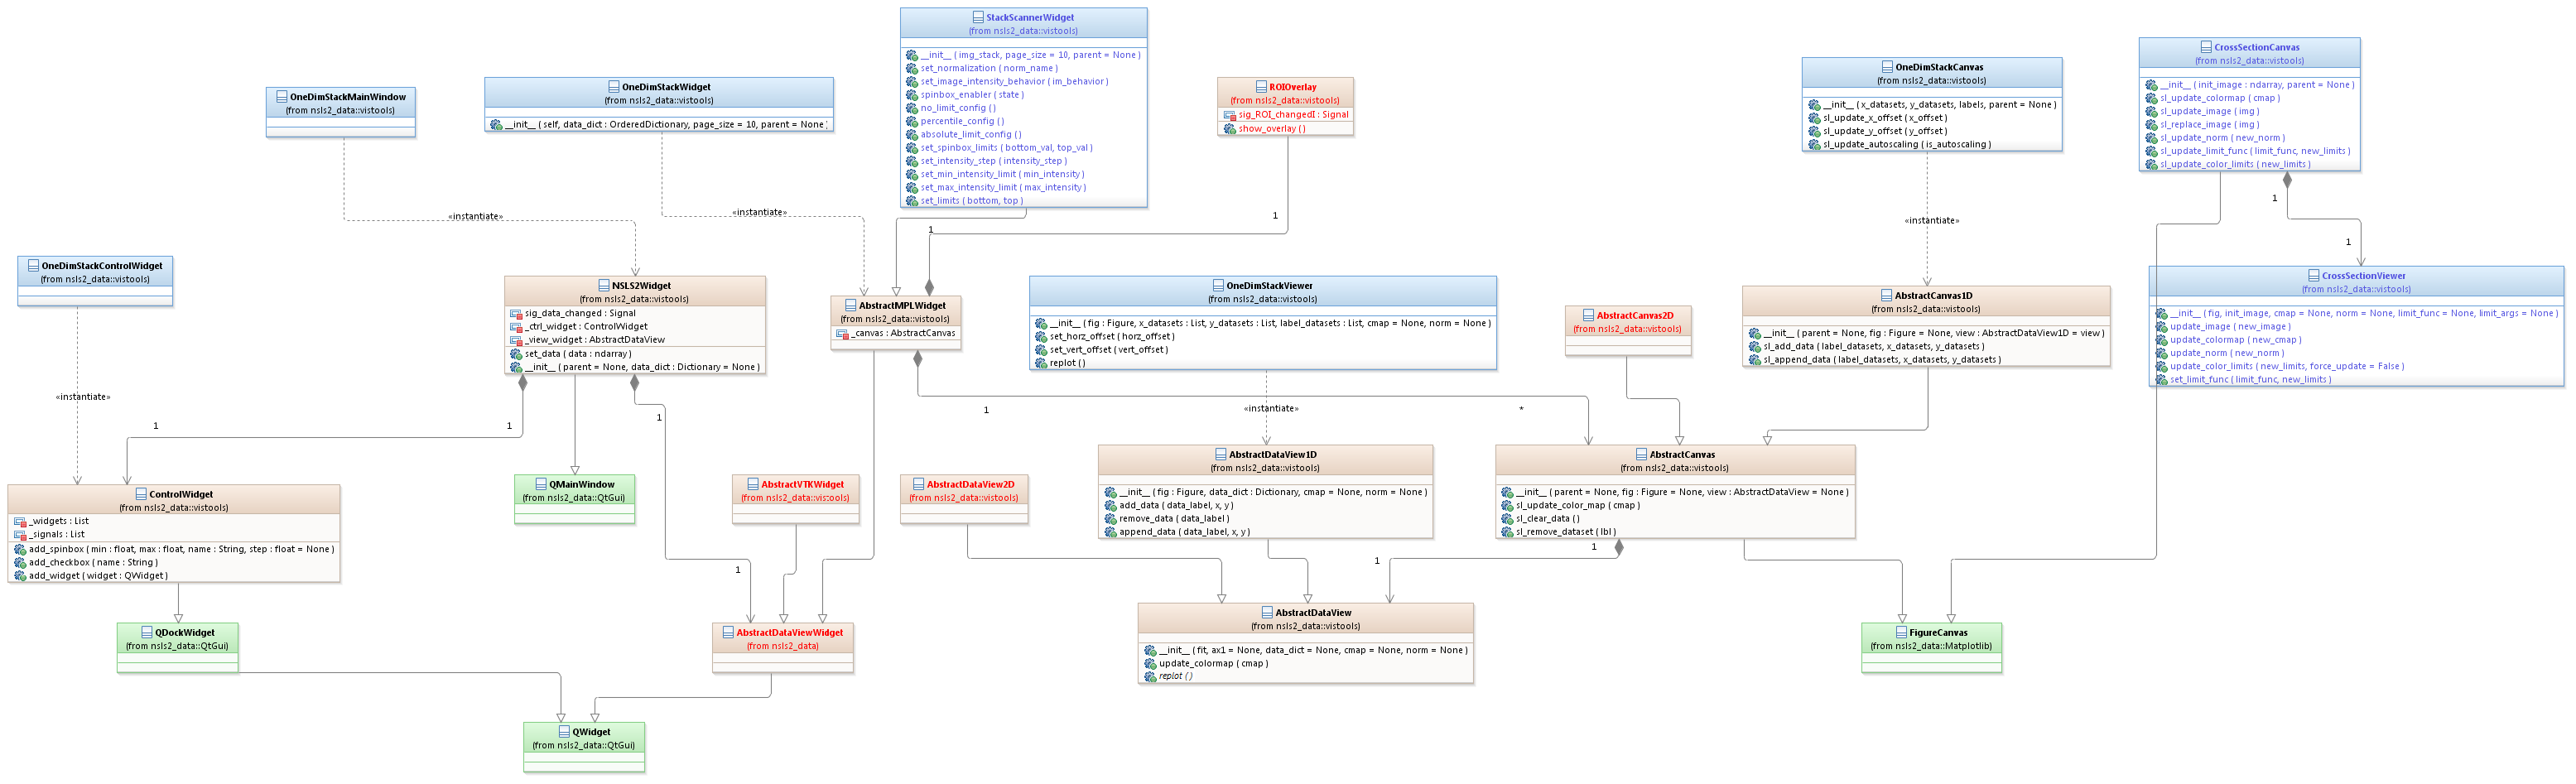 StackScannerWidget
(from nsls2_data::vistools)
__init__ ( img_stack, page_size = 10, parent = None )
set_normalization ( norm_name )
set_image_intensity_behavior ( im_behavior )
spinbox_enabler ( state )
no_limit_config ( )
percentile_config ( )
absolute_limit_config ( )
set_spinbox_limits ( bottom_val, top_val )
set_intensity_step ( intensity_step )
set_min_intensity_limit ( min_intensity )
set_max_intensity_limit ( max_intensity )
set_limits ( bottom, top )
CrossSectionCanvas
(from nsls2_data::vistools)
__init__ ( init_image : ndarray, parent = None )
sl_update_colormap ( cmap )
sl_update_image ( img )
sl_replace_image ( img )
sl_update_norm ( new_norm )
sl_update_limit_func ( limit_func, new_limits )
sl_update_color_limits ( new_limits )
OneDimStackCanvas
(from nsls2_data::vistools)
__init__ ( x_datasets, y_datasets, labels, parent = None )
sl_update_x_offset ( x_offset )
sl_update_y_offset ( y_offset )
sl_update_autoscaling ( is_autoscaling )
OneDimStackWidget
(from nsls2_data::vistools)
__init__ ( self, data_dict : OrderedDictionary, page_size = 10, parent = None )
ROIOverlay
(from nsls2_data::vistools)
sig_ROI_changedI : Signal
show_overlay ( )
OneDimStackMainWindow
(from nsls2_data::vistools)
«instantiate»
«instantiate»
1
1
«instantiate»
1
1
OneDimStackControlWidget
(from nsls2_data::vistools)
NSLS2Widget
(from nsls2_data::vistools)
sig_data_changed : Signal
_ctrl_widget : ControlWidget
_view_widget : AbstractDataView
set_data ( data : ndarray )
__init__ ( parent = None, data_dict : Dictionary = None )
AbstractMPLWidget
(from nsls2_data::vistools)
_canvas : AbstractCanvas
OneDimStackViewer
(from nsls2_data::vistools)
__init__ ( fig : Figure, x_datasets : List, y_datasets : List, label_datasets : List, cmap = None, norm = None )
set_horz_offset ( horz_offset )
set_vert_offset ( vert_offset )
replot ( )
AbstractCanvas2D
(from nsls2_data::vistools)
AbstractCanvas1D
(from nsls2_data::vistools)
__init__ ( parent = None, fig : Figure = None, view : AbstractDataView1D = view )
sl_add_data ( label_datasets, x_datasets, y_datasets )
sl_append_data ( label_datasets, x_datasets, y_datasets )
CrossSectionViewer
(from nsls2_data::vistools)
__init__ ( fig, init_image, cmap = None, norm = None, limit_func = None, limit_args = None )
update_image ( new_image )
update_colormap ( new_cmap )
update_norm ( new_norm )
update_color_limits ( new_limits, force_update = False )
set_limit_func ( limit_func, new_limits )
«instantiate»
1
1
1
1
«instantiate»
*
ControlWidget
(from nsls2_data::vistools)
_widgets : List
_signals : List
add_spinbox ( min : float, max : float, name : String, step : float = None )
add_checkbox ( name : String )
add_widget ( widget : QWidget )
QMainWindow
(from nsls2_data::QtGui)
AbstractVTKWidget
(from nsls2_data::vistools)
AbstractDataView2D
(from nsls2_data::vistools)
AbstractDataView1D
(from nsls2_data::vistools)
__init__ ( fig : Figure, data_dict : Dictionary, cmap = None, norm = None )
add_data ( data_label, x, y )
remove_data ( data_label )
append_data ( data_label, x, y )
AbstractCanvas
(from nsls2_data::vistools)
__init__ ( parent = None, fig : Figure = None, view : AbstractDataView = None )
sl_update_color_map ( cmap )
sl_clear_data ( )
sl_remove_dataset ( lbl )
1
1
1
QDockWidget
(from nsls2_data::QtGui)
AbstractDataViewWidget
(from nsls2_data)
AbstractDataView
(from nsls2_data::vistools)
__init__ ( fit, ax1 = None, data_dict = None, cmap = None, norm = None )
update_colormap ( cmap )
replot ( )
FigureCanvas
(from nsls2_data::Matplotlib)
QWidget
(from nsls2_data::QtGui)